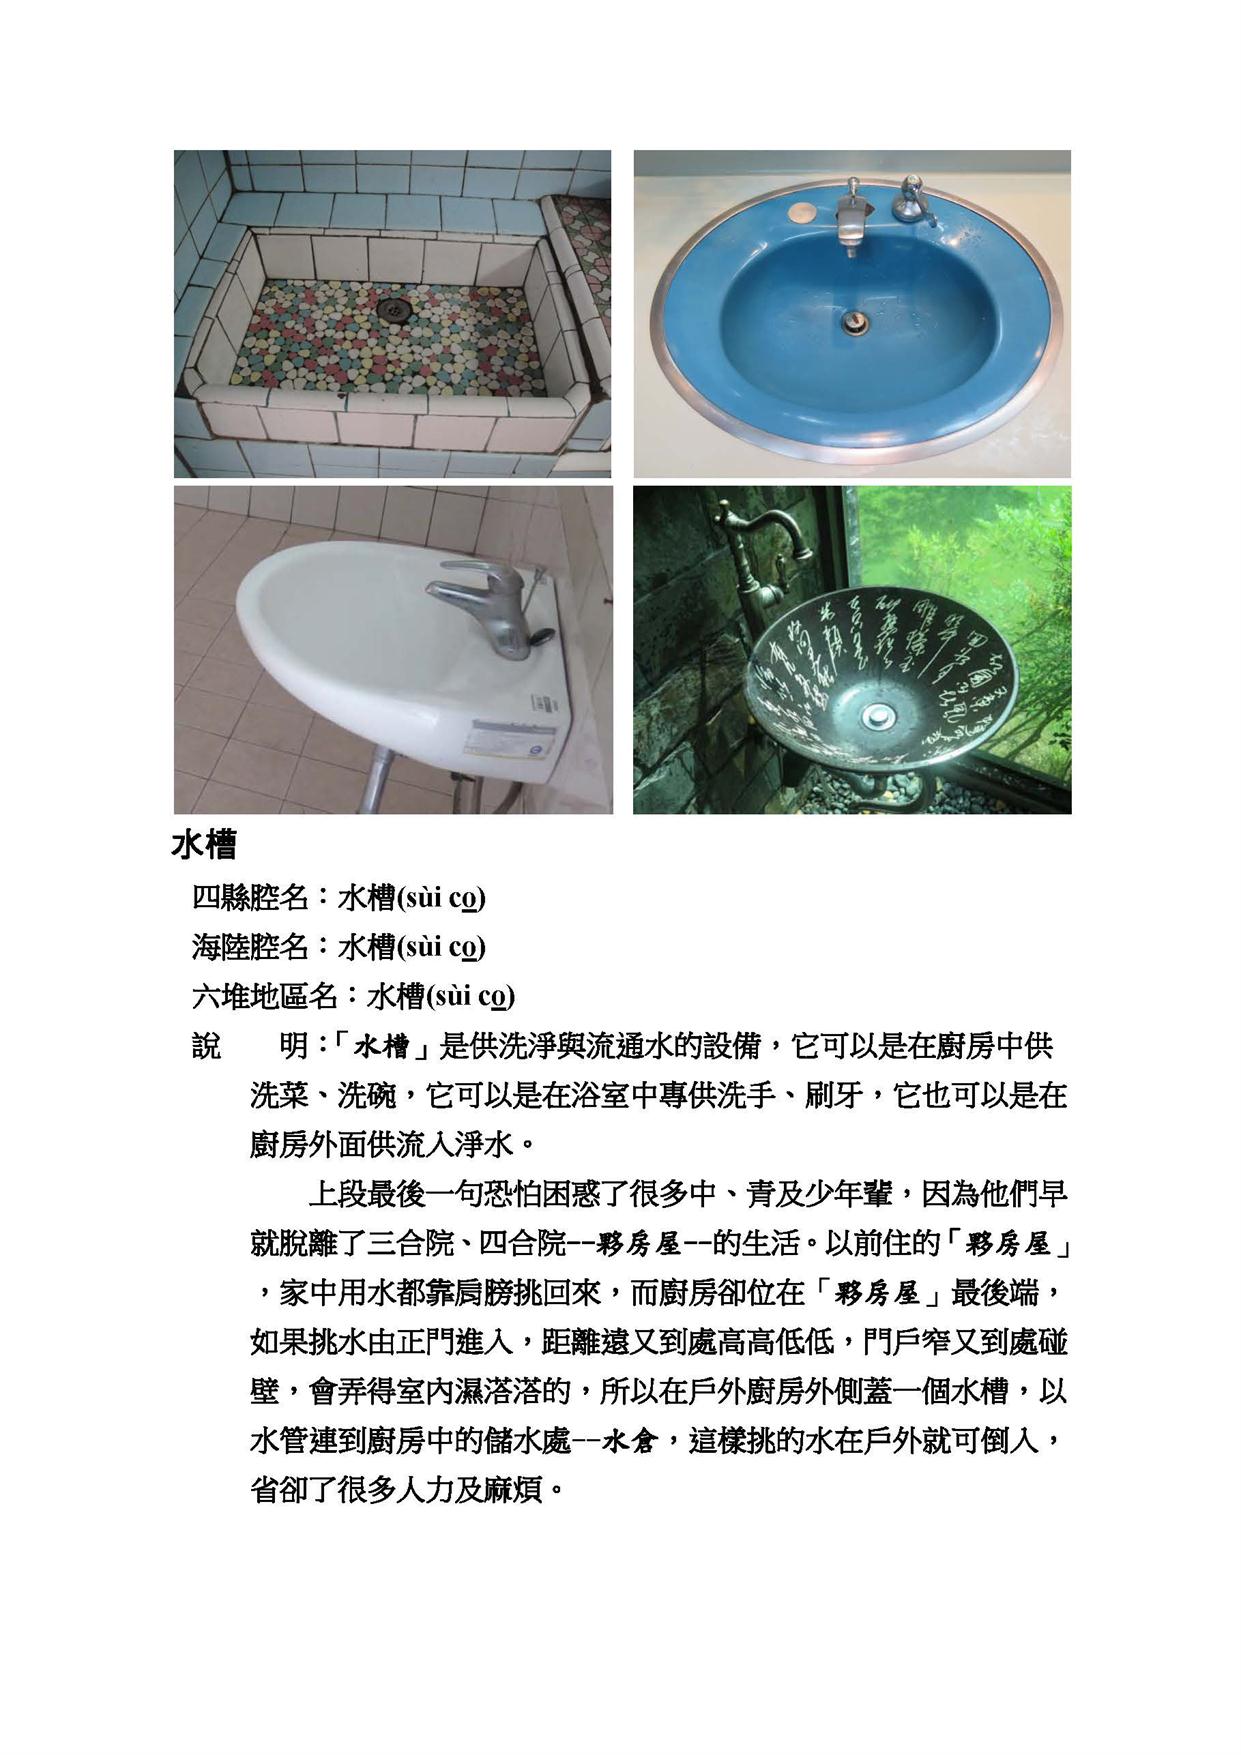 水槽
四縣腔名：水槽(sùi co)
海陸腔名：水槽(sùi co)
六堆地區名：水槽(sùi co)
說　　明：「水槽」是供洗淨與流通水的設備，它可以是在廚房中供
洗菜、洗碗，它可以是在浴室中專供洗手、刷牙，它也可以是在
廚房外面供流入淨水。
上段最後一句恐怕困惑了很多中、青及少年輩，因為他們早
就脫離了三合院、四合院--夥房屋--的生活。以前住的「夥房屋」
，家中用水都靠肩膀挑回來，而廚房卻位在「夥房屋」最後端，
如果挑水由正門進入，距離遠又到處高高低低，門戶窄又到處碰
壁，會弄得室內濕溚溚的，所以在戶外廚房外側蓋一個水槽，以
水管連到廚房中的儲水處--水倉，這樣挑的水在戶外就可倒入，
省卻了很多人力及麻煩。